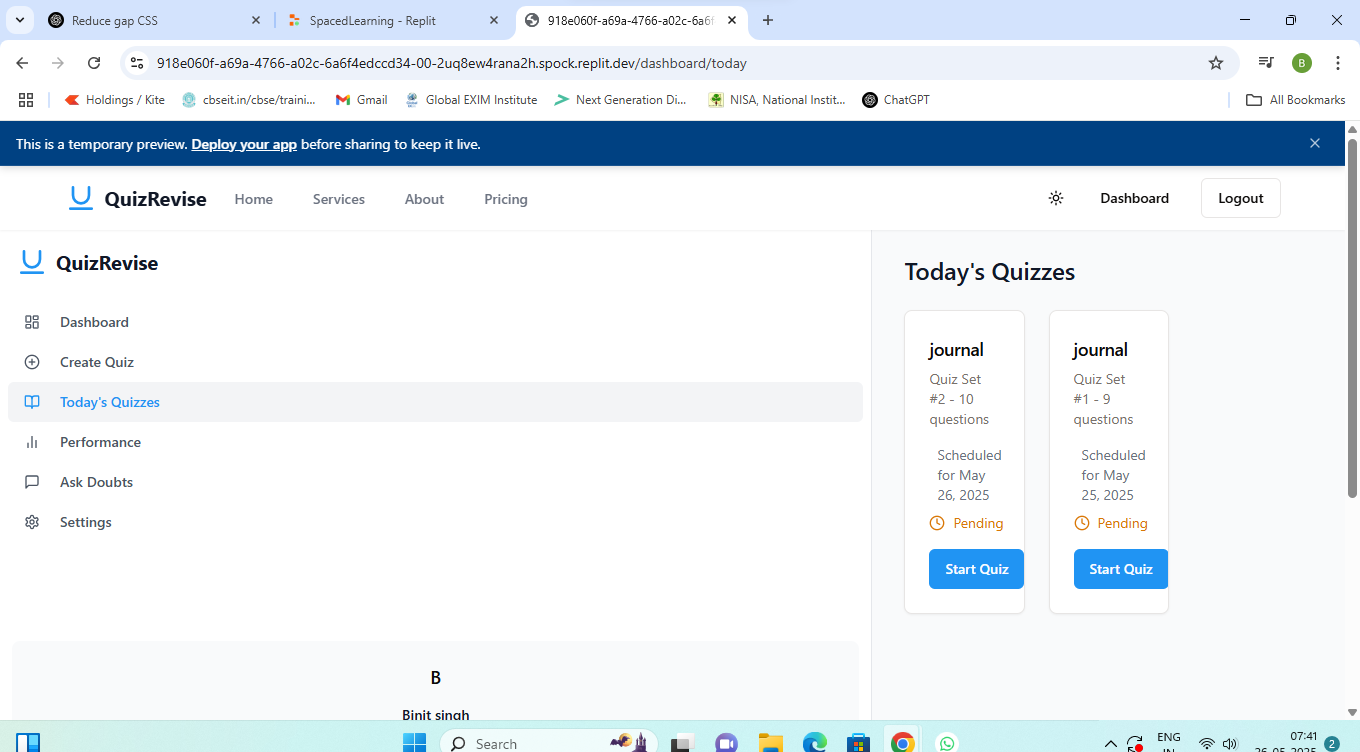 Reduce gap CSS
SpacedLearning - Replit
918e060f-a69a-4766-a02c-6a6f
918e060f-a69a-4766-a02c-6a6f4edccd34-00-2uq8ew4rana2h.spock.replit.dev/dashboard/today
B
Holdings / Kite
cbseit.in/cbse/traini...
Gmail
Global EXIM Institute
Next Generation Di...
NISA, National Instit...
ChatGPT
All Bookmarks
This is a temporary preview. Deploy your app before sharing to keep it live.
QuizRevise
Home
Services
About
Pricing
Dashboard
Logout
QuizRevise
Dashboard
Create Quiz
Today's Quizzes
Performance
Ask Doubts
Settings
B
Binit singh
Today's Quizzes
journal
Quiz Set
#2 - 10
questions
Scheduled
for May
26, 2025
Pending
Start Quiz
journal
Quiz Set
#1 - 9
questions
Scheduled
for May
25, 2025
Pending
Start Quiz
Search
ENG
IN
07:41
26-05-2025
2